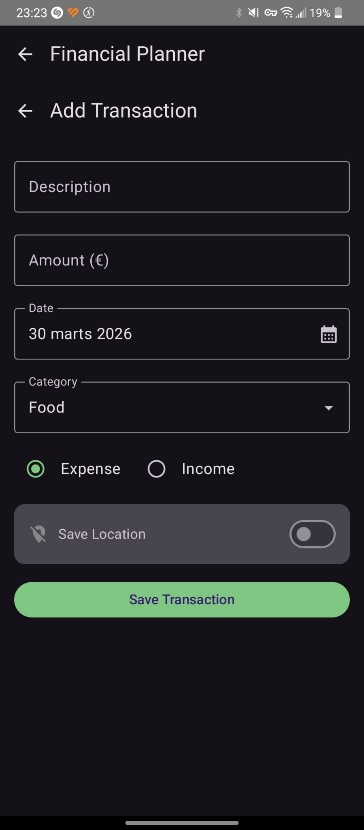 23:23 19%
Financial Planner
Add Transaction
Description
Amount (€)
Date
30 marts 2026
Category
Food
Expense Income
Save Location
Save Transaction